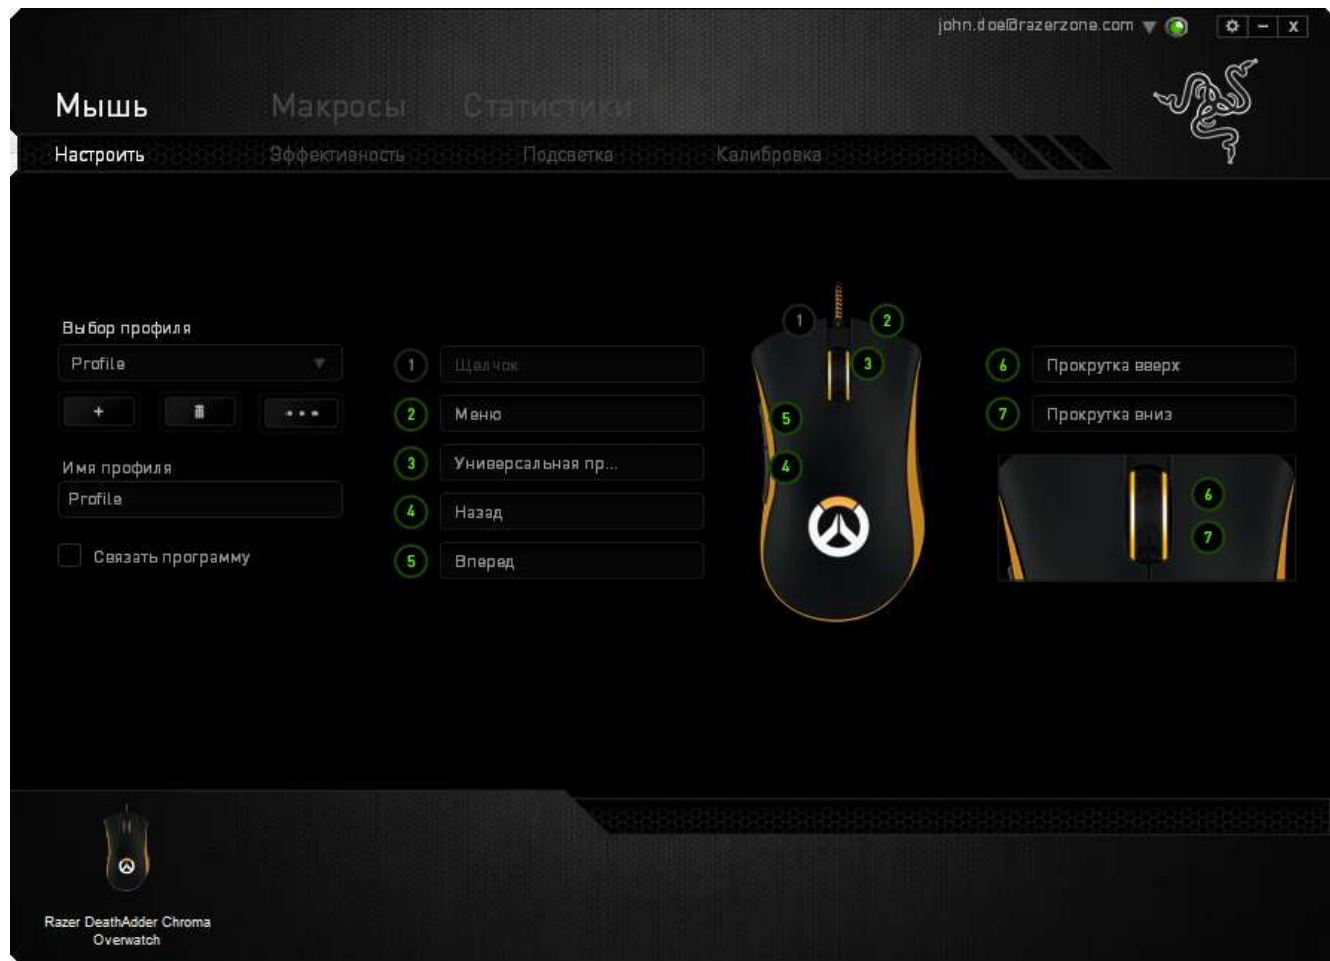 john.doe@razerzone.com
Мышь
Макросы
Статистики
Настроить
Эффективность
Подсветка
Калибровка
Выбор профиля
Profile
Имя профиля
Profile
Связать программу
1 Щелчок
2 Меню
3 Универсальная пр...
4 Назад
5 Вперед
1
2
3
5
4
6 Прокрутка вверх
7 Прокрутка вниз
6
7
Razer DeathAdder Chroma
Overwatch